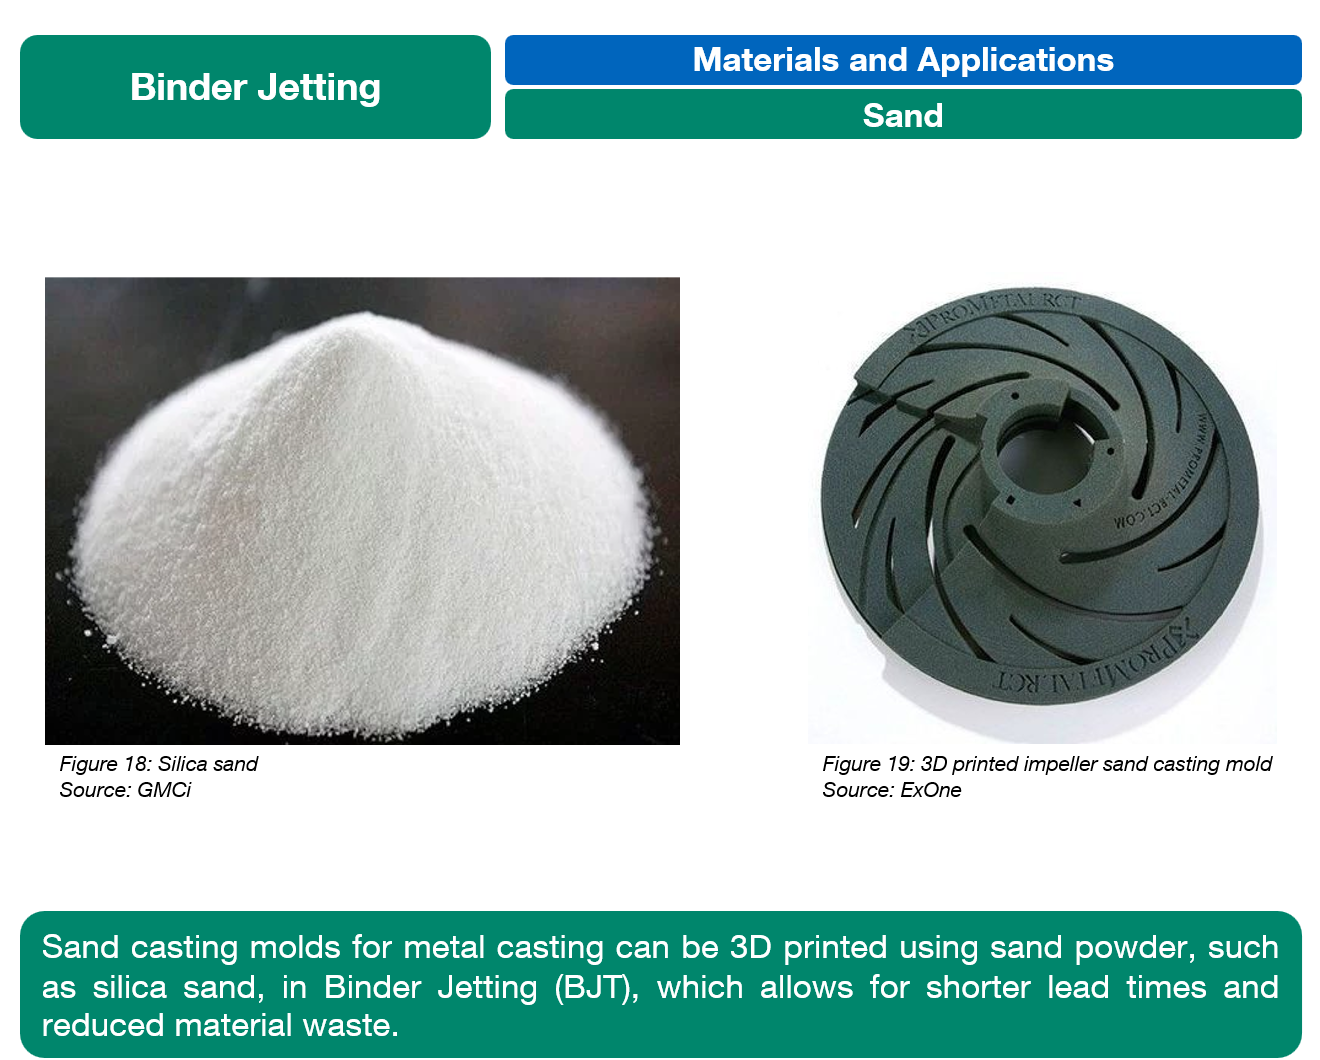 Binder Jetting
Materials and Applications
Sand
PROMETAL RCT
WWW.PROMETAL-RCT.COM
PROMETAL RCT
Figure 18: Silica sand
Source: GMCi
Figure 19: 3D printed impeller sand casting mold
Source: ExOne
Sand casting molds for metal casting can be 3D printed using sand powder, such
as silica sand, in Binder Jetting (BJT), which allows for shorter lead times and
reduced material waste.